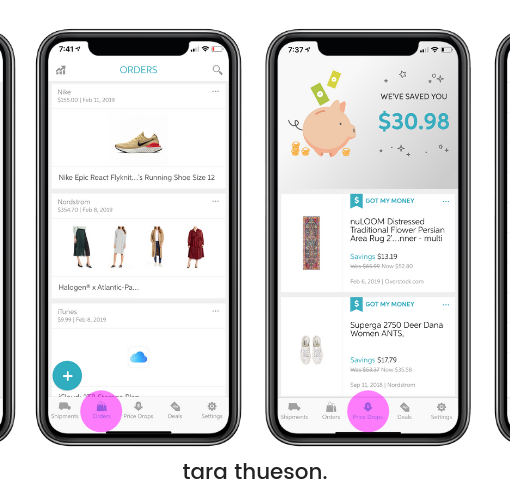 7:41
ORDERS
Nike
$155.00 | Feb 11, 2019
Nike Epic React Flyknit...'s Running Shoe Size 12
Nordstrom
$354.70 | Feb 8, 2019
Halogen® x Atlantic-Pa...
iTunes
$9.99 | Feb 8, 2019
+
Shipments Orders Price Drops Deals Settings
7:37
WE'VE SAVED YOU
$30.98
$ GOT MY MONEY
nuLOOM Distressed
Traditional Flower Persian
Area Rug 2'...nner - multi
Savings $13.19
Was $65.99 Now $52.80
Feb 6, 2019 | Overstock.com
$ GOT MY MONEY
Superga 2750 Deer Dana
Women ANTS,
Savings $17.79
Was $53.37 Now $35.58
Sep 11, 2018 | Nordstrom
Shipments Orders Price Drops Deals Settings
tara thueson.